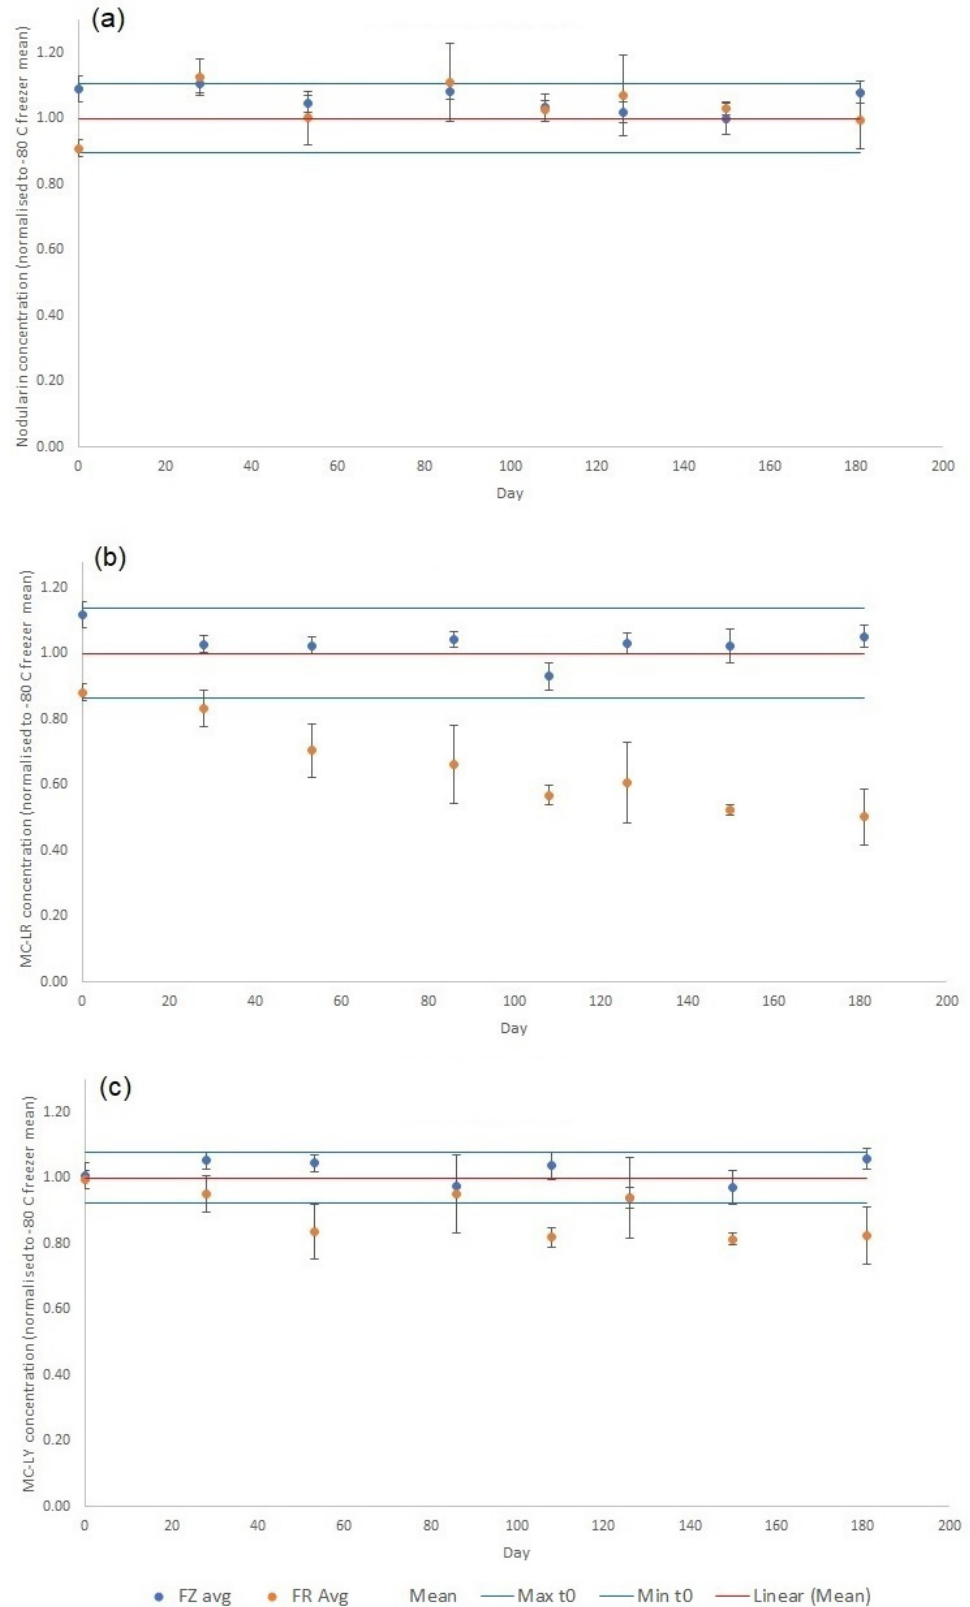 (a)
Nodularin concentration (normalised to -80 C freezer mean)
1.20
1.00
0.80
0.60
0.40
0.20
0.00
0 20 40 60 80 100 120 140 160 180 200
Day
(b)
MC-LR concentration (normalised to -80 C freezer mean)
1.20
1.00
0.80
0.60
0.40
0.20
0.00
0 20 40 60 80 100 120 140 160 180 200
Day
(c)
MC-LY concentration (normalised to -80 C freezer mean)
1.20
1.00
0.80
0.60
0.40
0.20
0.00
0 20 40 60 80 100 120 140 160 180 200
Day
FZ avg FR Avg Mean Max t0 Min t0 Linear (Mean)